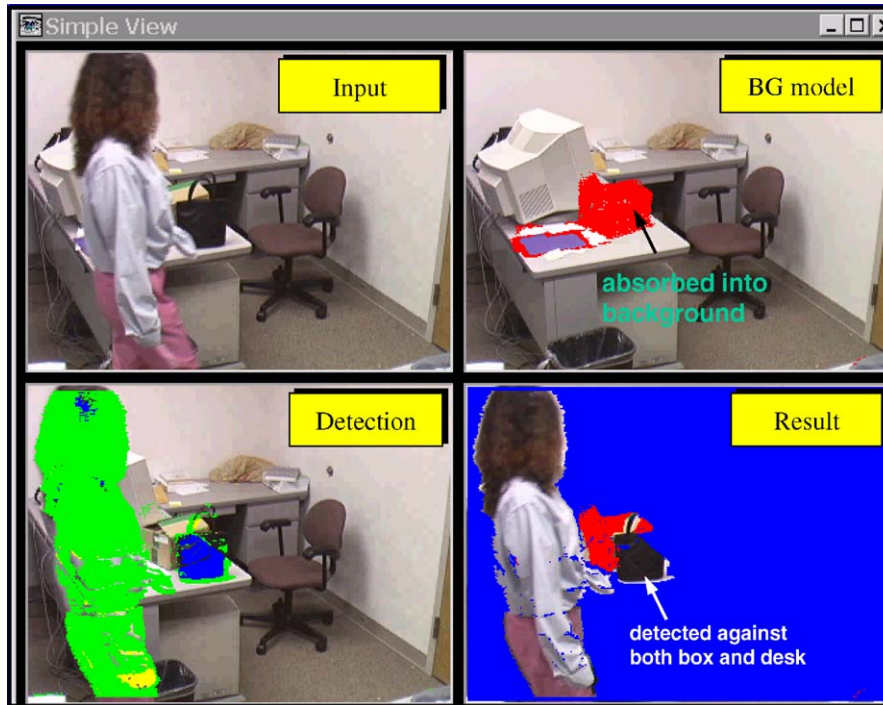 Simple View
Input
BG model
absorbed into
background
Detection
Result
detected against
both box and desk